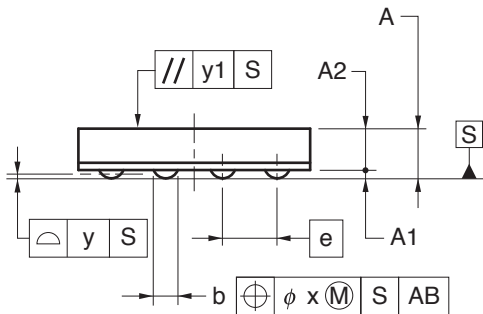 A
// y1 S
A2
S
⌓ y S
e
A1
b ⌖ ϕ x Ⓜ S AB